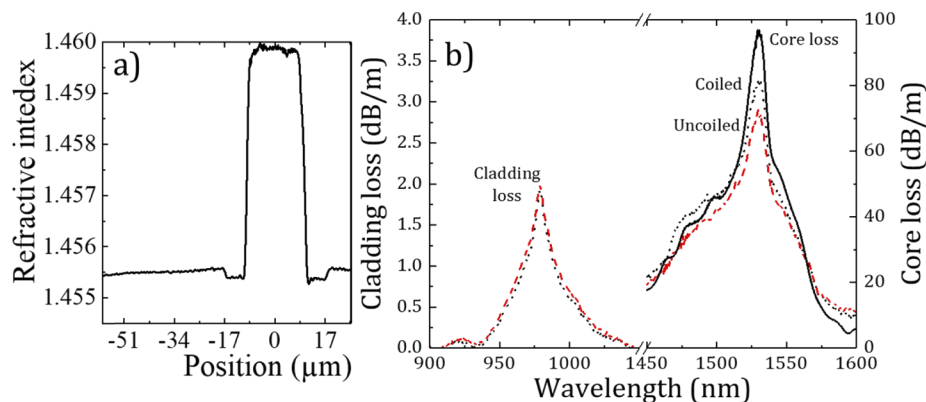 a)
Refractive intedex
1.460
1.459
1.458
1.457
1.456
1.455
-51 -34 -17 0 17
Position (µm)
b)
Cladding loss (dB/m)
4.0
3.5
3.0
2.5
2.0
1.5
1.0
0.5
0.0
Cladding
loss
Core loss
Coiled
Uncoiled
900 950 1000 1450 1500 1550 1600
Wavelength (nm)
100
80
60
40
20
0
Core loss (dB/m)